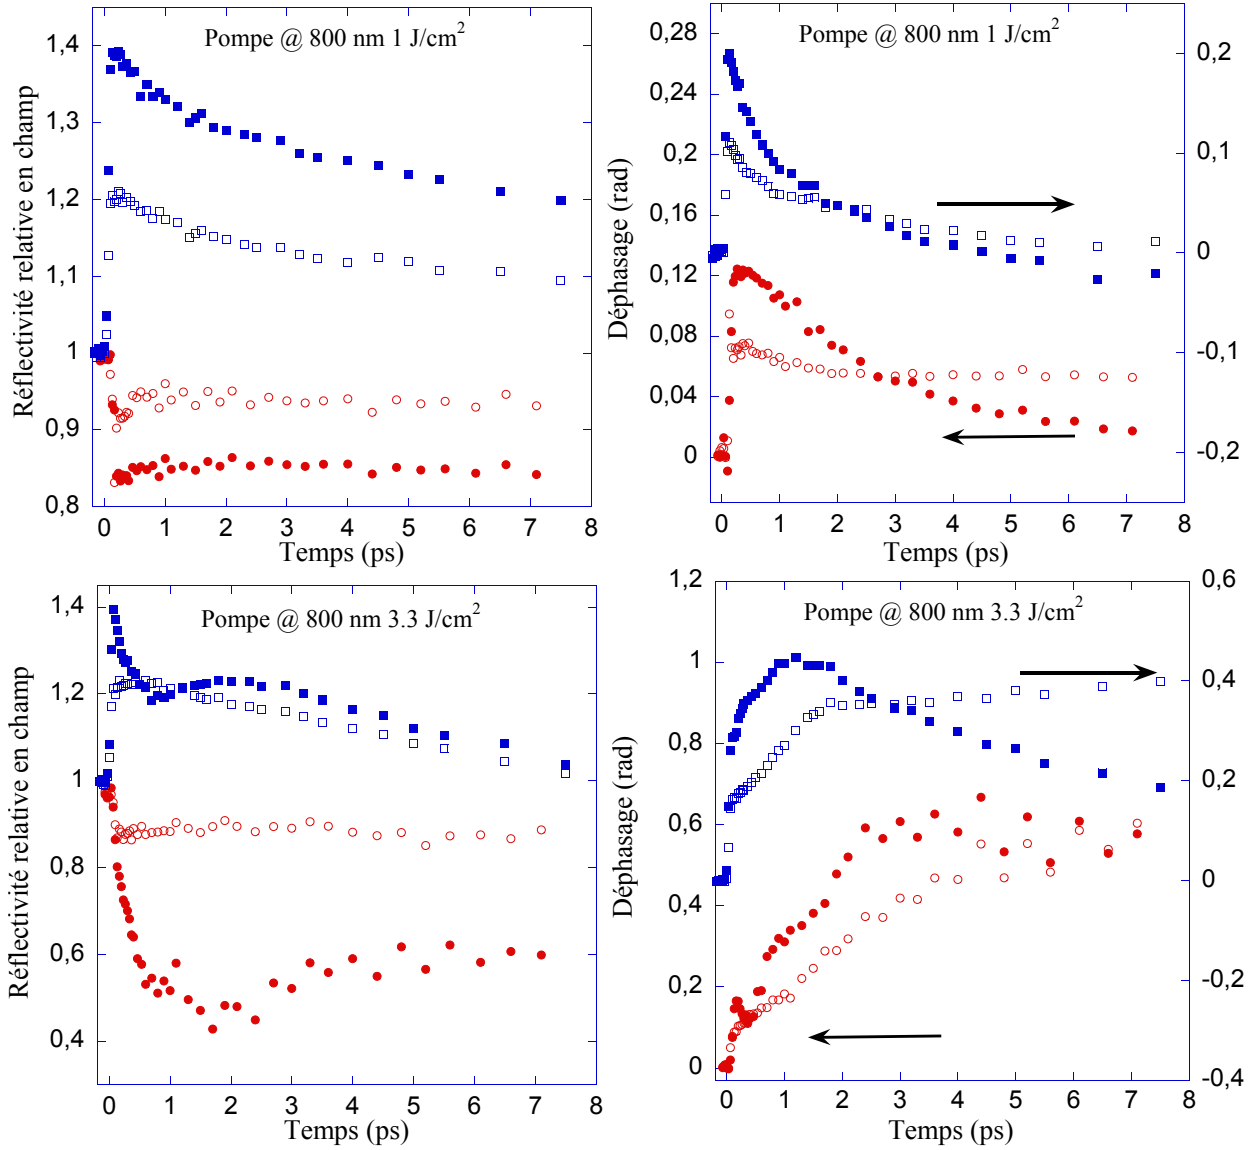 Pompe @ 800 nm 1 J/cm²
Réflectivité relative en champ
1,4
1,3
1,2
1,1
1
0,9
0,8
0 1 2 3 4 5 6 7 8
Temps (ps)
Pompe @ 800 nm 1 J/cm²
Déphasage (rad)
0,28
0,24
0,2
0,16
0,12
0,08
0,04
0
0,2
0,1
0
-0,1
-0,2
0 1 2 3 4 5 6 7 8
Temps (ps)
Pompe @ 800 nm 3.3 J/cm²
Réflectivité relative en champ
1,4
1,2
1
0,8
0,6
0,4
0 1 2 3 4 5 6 7 8
Temps (ps)
Pompe @ 800 nm 3.3 J/cm²
Déphasage (rad)
1,2
1
0,8
0,6
0,4
0,2
0
0,6
0,4
0,2
0
-0,2
-0,4
0 1 2 3 4 5 6 7 8
Temps (ps)